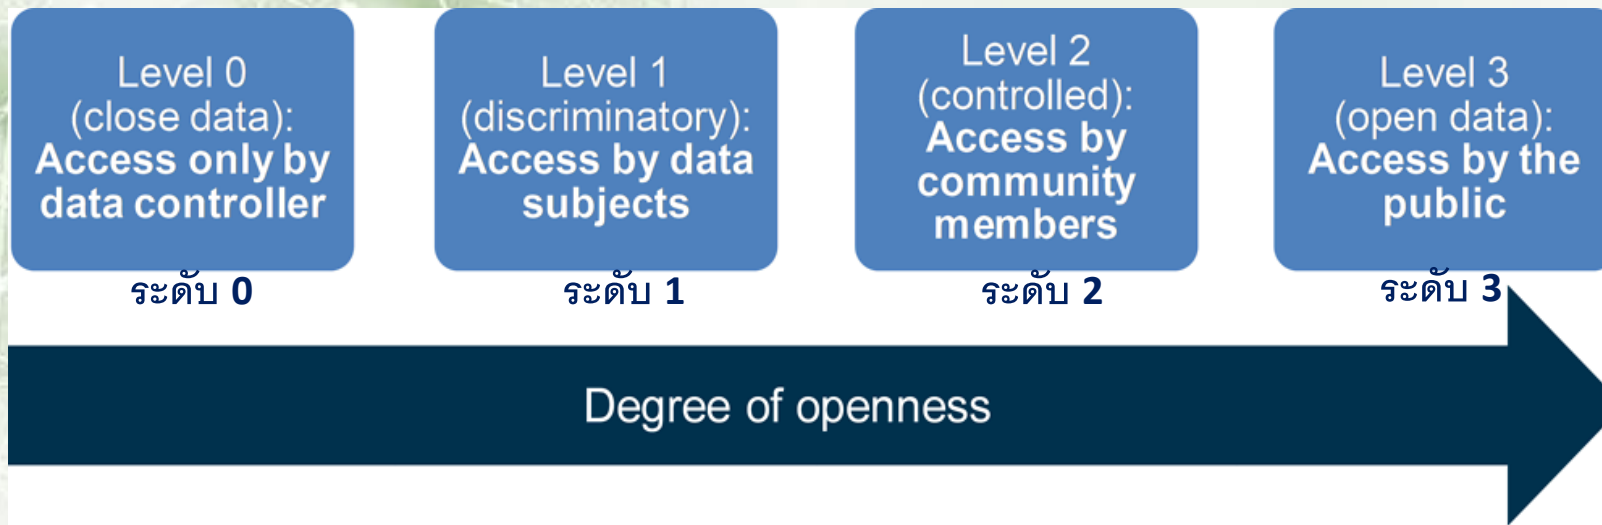 Level 0
(close data):
Access only by
data controller
ระดับ 0
Level 1
(discriminatory):
Access by data
subjects
ระดับ 1
Level 2
(controlled):
Access by
community
members
ระดับ 2
Level 3
(open data):
Access by the
public
ระดับ 3
Degree of openness